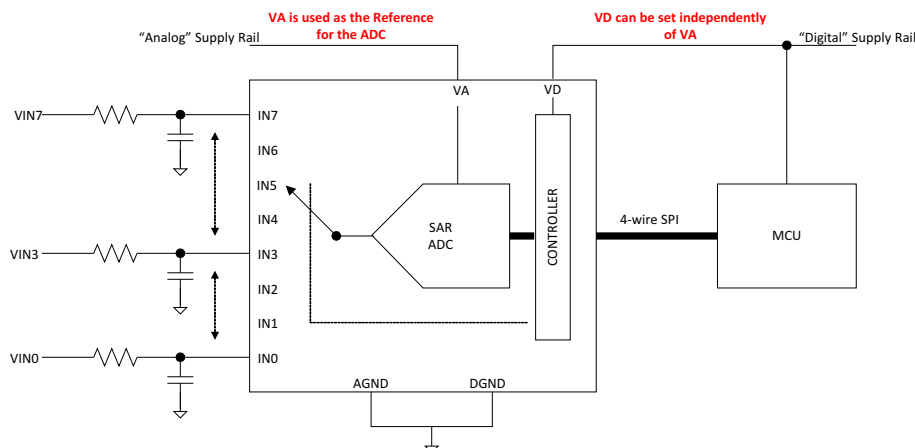 VA is used as the Reference
for the ADC
VD can be set independently
of VA
“Analog” Supply Rail
“Digital” Supply Rail
VA
VD
VIN7
IN7
IN6
IN5
IN4
VIN3
IN3
IN2
IN1
VIN0
IN0
SAR
ADC
CONTROLLER
4-wire SPI
MCU
AGND
DGND